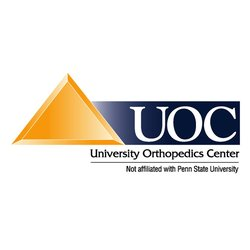 UOC
University Orthopedics Center
Not affiliated with Penn State University